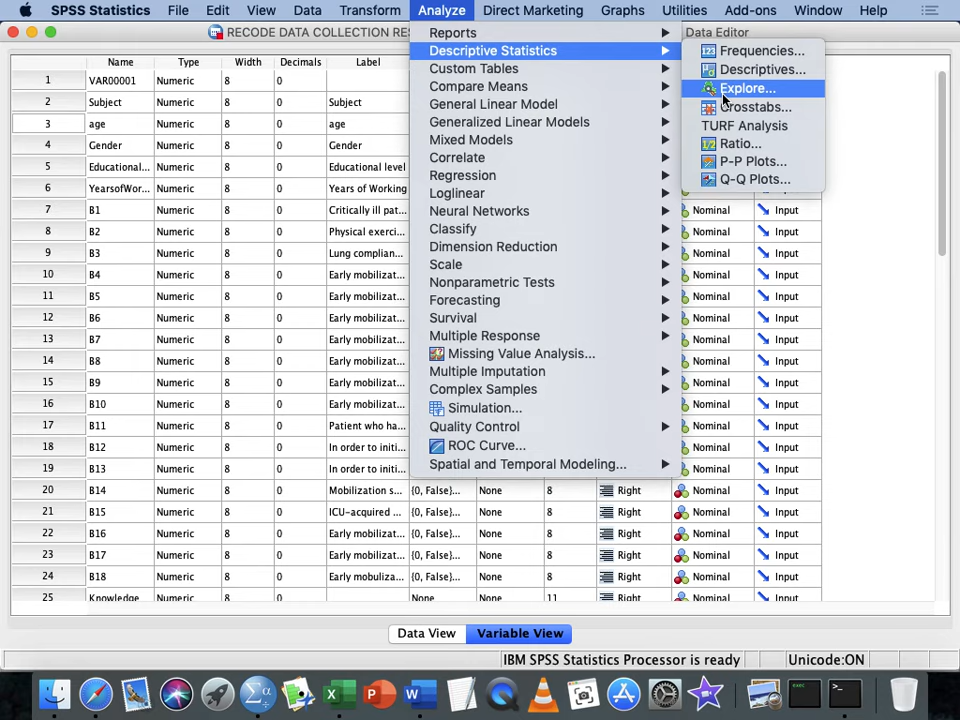 SPSS Statistics File Edit View Data Transform Analyze Direct Marketing Graphs Utilities Add-ons Window Help
RECODE DATA COLLECTION RES Data Editor
Name Type Width Decimals Label
1 VAR00001 Numeric 8 0
2 Subject Numeric 8 0 Subject
3 age Numeric 8 0 age
4 Gender Numeric 8 0 Gender
5 Educational... Numeric 8 0 Educational level
6 YearsofWor... Numeric 8 0 Years of Working
7 B1 Numeric 8 0 Critically ill pat... Nominal Input
8 B2 Numeric 8 0 Physical exerci... Nominal Input
9 B3 Numeric 8 0 Lung complian... Nominal Input
10 B4 Numeric 8 0 Early mobilizat... Nominal Input
11 B5 Numeric 8 0 Early mobilizat... Nominal Input
12 B6 Numeric 8 0 Early mobilizat... Nominal Input
13 B7 Numeric 8 0 Early mobilizat... Nominal Input
14 B8 Numeric 8 0 Early mobilizat... Nominal Input
15 B9 Numeric 8 0 Early mobilizat... Nominal Input
16 B10 Numeric 8 0 Early mobilizat... Nominal Input
17 B11 Numeric 8 0 Patient who ha... Nominal Input
18 B12 Numeric 8 0 In order to initi... Nominal Input
19 B13 Numeric 8 0 In order to initi... Nominal Input
20 B14 Numeric 8 0 Mobilization s... {0, False}... None 8 Right Nominal Input
21 B15 Numeric 8 0 ICU-acquired ... {0, False}... None 8 Right Nominal Input
22 B16 Numeric 8 0 Early mobilizat... {0, False}... None 8 Right Nominal Input
23 B17 Numeric 8 0 Early mobilizat... {0, False}... None 8 Right Nominal Input
24 B18 Numeric 8 0 Early mobuliza... {0, False}... None 8 Right Nominal Input
25 Knowledge Numeric 8 0 None None 11 Right Nominal Input
Reports
Descriptive Statistics
Custom Tables
Compare Means
General Linear Model
Generalized Linear Models
Mixed Models
Correlate
Regression
Loglinear
Neural Networks
Classify
Dimension Reduction
Scale
Nonparametric Tests
Forecasting
Survival
Multiple Response
Missing Value Analysis...
Multiple Imputation
Complex Samples
Simulation...
Quality Control
ROC Curve...
Spatial and Temporal Modeling...
Frequencies...
Descriptives...
Explore...
Crosstabs...
TURF Analysis
Ratio...
P-P Plots...
Q-Q Plots...
Data View Variable View
IBM SPSS Statistics Processor is ready Unicode:ON